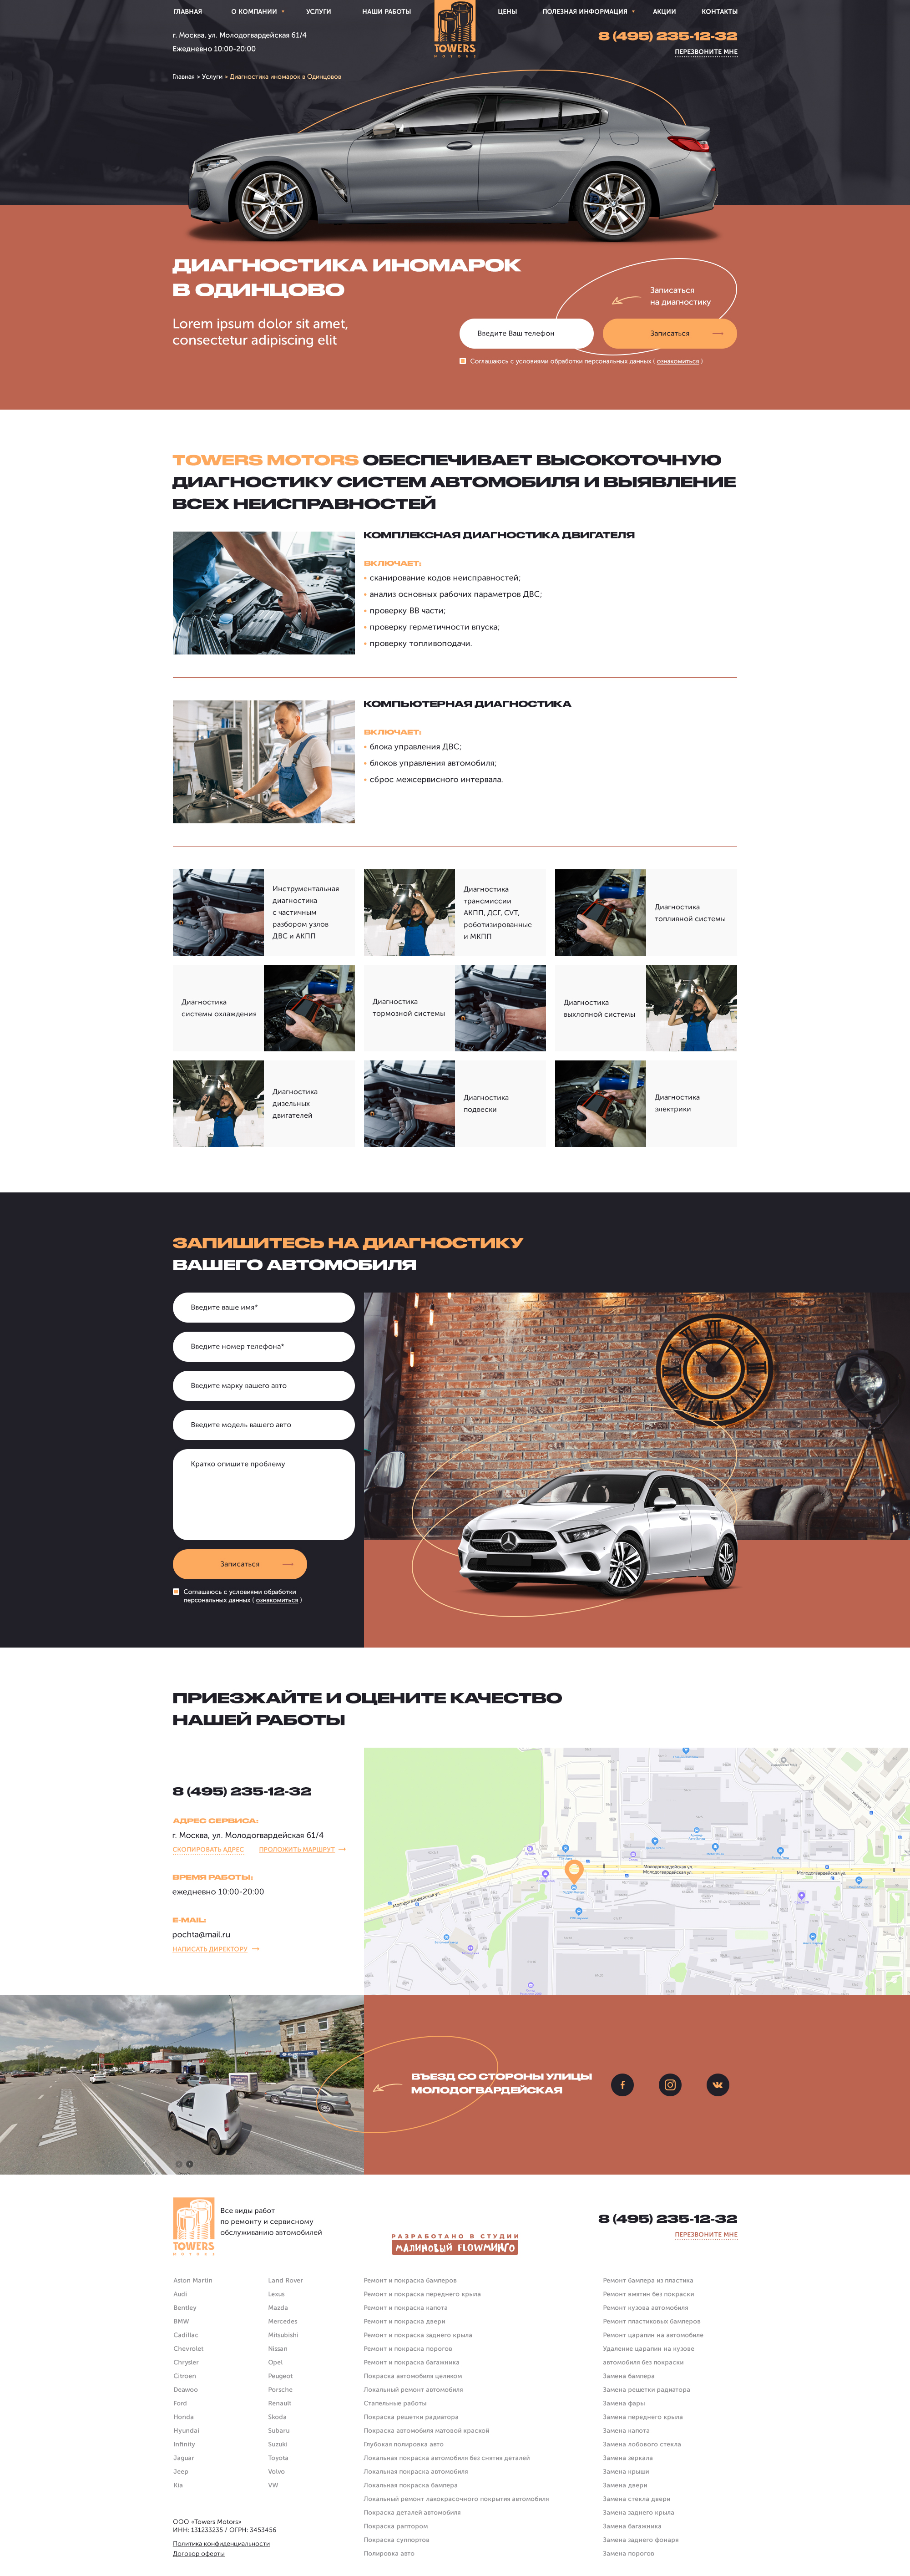 ГЛАВНАЯ
О КОМПАНИИ
УСЛУГИ
НАШИ РАБОТЫ
TOWERS
MOTORS
ЦЕНЫ
ПОЛЕЗНАЯ ИНФОРМАЦИЯ
АКЦИИ
КОНТАКТЫ
г. Москва, ул. Молодогвардейская 61/4
Ежедневно 10:00-20:00
8 (495) 235-12-32
ПЕРЕЗВОНИТЕ МНЕ
Главная > Услуги > Диагностика иномарок в Одинцовов
ДИАГНОСТИКА ИНОМАРОК
В ОДИНЦОВО
Lorem ipsum dolor sit amet,
consectetur adipiscing elit
Записаться
на диагностику
Введите Ваш телефон
Записаться
Соглашаюсь с условиями обработки персональных данных ( ознакомиться )
TOWERS MOTORS ОБЕСПЕЧИВАЕТ ВЫСОКОТОЧНУЮ
ДИАГНОСТИКУ СИСТЕМ АВТОМОБИЛЯ И ВЫЯВЛЕНИЕ
ВСЕХ НЕИСПРАВНОСТЕЙ
КОМПЛЕКСНАЯ ДИАГНОСТИКА ДВИГАТЕЛЯ
ВКЛЮЧАЕТ:
сканирование кодов неисправностей;
анализ основных рабочих параметров ДВС;
проверку ВВ части;
проверку герметичности впуска;
проверку топливоподачи.
КОМПЬЮТЕРНАЯ ДИАГНОСТИКА
ВКЛЮЧАЕТ:
блока управления ДВС;
блоков управления автомобиля;
сброс межсервисного интервала.
Инструментальная
диагностика
с частичным
разбором узлов
ДВС и АКПП
Диагностика
трансмиссии
АКПП, ДСГ, CVT,
роботизированные
и МКПП
Диагностика
топливной системы
Диагностика
системы охлаждения
Диагностика
тормозной системы
Диагностика
выхлопной системы
Диагностика
дизельных
двигателей
Диагностика
подвески
Диагностика
электрики
ЗАПИШИТЕСЬ НА ДИАГНОСТИКУ
ВАШЕГО АВТОМОБИЛЯ
Введите ваше имя*
Введите номер телефона*
Введите марку вашего авто
Введите модель вашего авто
Кратко опишите проблему
Записаться
Соглашаюсь с условиями обработки
персональных данных ( ознакомиться )
ПРИЕЗЖАЙТЕ И ОЦЕНИТЕ КАЧЕСТВО
НАШЕЙ РАБОТЫ
8 (495) 235-12-32
АДРЕС СЕРВИСА:
г. Москва, ул. Молодогвардейская 61/4
СКОПИРОВАТЬ АДРЕС
ПРОЛОЖИТЬ МАРШРУТ
ВРЕМЯ РАБОТЫ:
ежедневно 10:00-20:00
E-MAIL:
pochta@mail.ru
НАПИСАТЬ ДИРЕКТОРУ
Молодогвардейская ул.
Молодогвардейская ул.
Молодогвардейская ул.
Молодогвардейская ул.
ВЪЕЗД СО СТОРОНЫ УЛИЦЫ
МОЛОДОГВАРДЕЙСКАЯ
TOWERS
MOTORS
Все виды работ
по ремонту и сервисному
обслуживанию автомобилей
РАЗРАБОТАНО В СТУДИИ
МАЛИНОВЫЙ FLOWМИНГО
8 (495) 235-12-32
ПЕРЕЗВОНИТЕ МНЕ
Aston Martin
Audi
Bentley
BMW
Cadillac
Chevrolet
Chrysler
Citroen
Deawoo
Ford
Honda
Hyundai
Infinity
Jaguar
Jeep
Kia
Land Rover
Lexus
Mazda
Mercedes
Mitsubishi
Nissan
Opel
Peugeot
Porsche
Renault
Skoda
Subaru
Suzuki
Toyota
Volvo
VW
Ремонт и покраска бамперов
Ремонт и покраска переднего крыла
Ремонт и покраска капота
Ремонт и покраска двери
Ремонт и покраска заднего крыла
Ремонт и покраска порогов
Ремонт и покраска багажника
Покраска автомобиля целиком
Локальный ремонт автомобиля
Стапельные работы
Покраска решетки радиатора
Покраска автомобиля матовой краской
Глубокая полировка авто
Локальная покраска автомобиля без снятия деталей
Локальная покраска автомобиля
Локальная покраска бампера
Локальный ремонт лакокрасочного покрытия автомобиля
Покраска деталей автомобиля
Покраска раптором
Покраска суппортов
Полировка авто
Ремонт бампера из пластика
Ремонт вмятин без покраски
Ремонт кузова автомобиля
Ремонт пластиковых бамперов
Ремонт царапин на автомобиле
Удаление царапин на кузове
автомобиля без покраски
Замена бампера
Замена решетки радиатора
Замена фары
Замена переднего крыла
Замена капота
Замена лобового стекла
Замена зеркала
Замена крыши
Замена двери
Замена стекла двери
Замена заднего крыла
Замена багажника
Замена заднего фонаря
Замена порогов
ООО «Towers Motors»
ИНН: 131233235 / ОГРН: 3453456
Политика конфиденциальности
Договор оферты